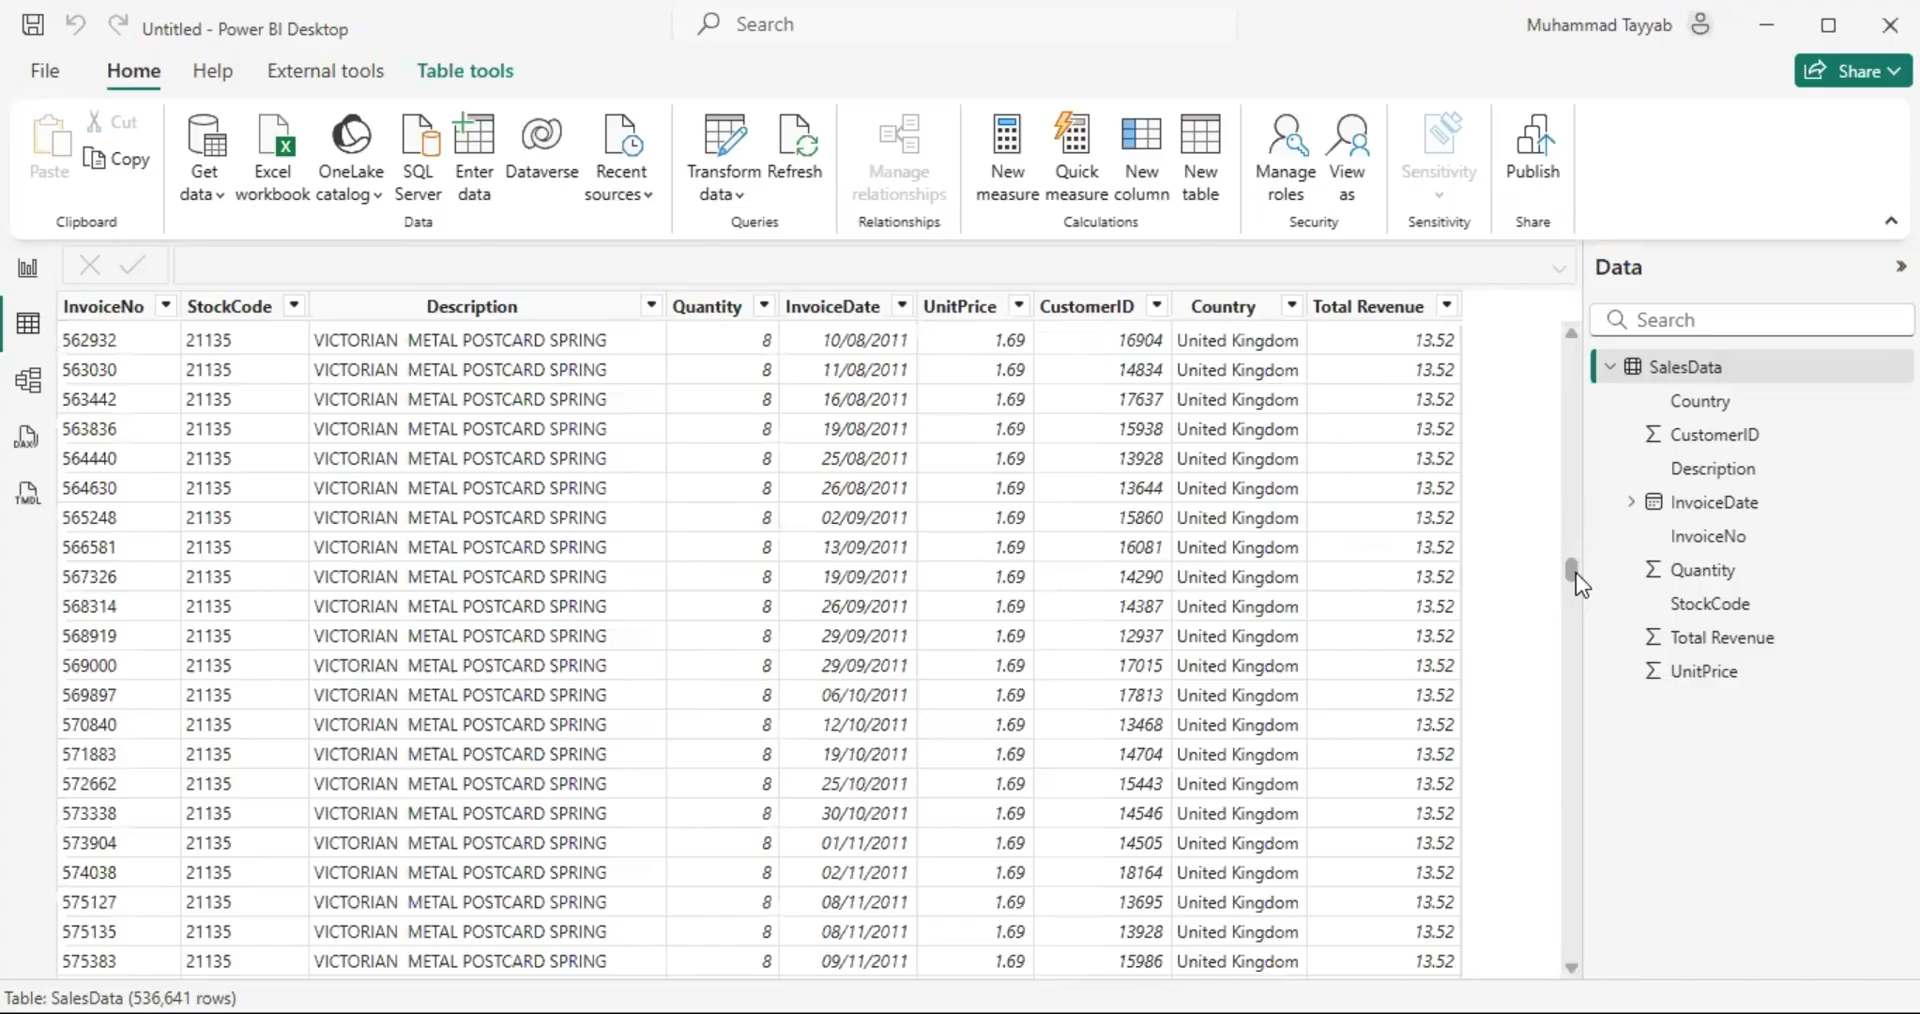 Untitled - Power BI Desktop
Search
Muhammad Tayyab
File Home Help External tools Table tools
Share
Paste
Cut
Copy
Clipboard
Get data
Excel workbook
OneLake catalog
SQL Server
Enter data
Dataverse
Recent sources
Data
Transform data
Refresh
Queries
Manage relationships
Relationships
New measure
Quick measure
New column
New table
Calculations
Manage roles
View as
Security
Sensitivity
Sensitivity
Publish
Share
DAX
TMDL
InvoiceNo StockCode Description Quantity InvoiceDate UnitPrice CustomerID Country Total Revenue
562932 21135 VICTORIAN METAL POSTCARD SPRING 8 10/08/2011 1.69 16904 United Kingdom 13.52
563030 21135 VICTORIAN METAL POSTCARD SPRING 8 11/08/2011 1.69 14834 United Kingdom 13.52
563442 21135 VICTORIAN METAL POSTCARD SPRING 8 16/08/2011 1.69 17637 United Kingdom 13.52
563836 21135 VICTORIAN METAL POSTCARD SPRING 8 19/08/2011 1.69 15938 United Kingdom 13.52
564440 21135 VICTORIAN METAL POSTCARD SPRING 8 25/08/2011 1.69 13928 United Kingdom 13.52
564630 21135 VICTORIAN METAL POSTCARD SPRING 8 26/08/2011 1.69 13644 United Kingdom 13.52
565248 21135 VICTORIAN METAL POSTCARD SPRING 8 02/09/2011 1.69 15860 United Kingdom 13.52
566581 21135 VICTORIAN METAL POSTCARD SPRING 8 13/09/2011 1.69 16081 United Kingdom 13.52
567326 21135 VICTORIAN METAL POSTCARD SPRING 8 19/09/2011 1.69 14290 United Kingdom 13.52
568314 21135 VICTORIAN METAL POSTCARD SPRING 8 26/09/2011 1.69 14387 United Kingdom 13.52
568919 21135 VICTORIAN METAL POSTCARD SPRING 8 29/09/2011 1.69 12937 United Kingdom 13.52
569000 21135 VICTORIAN METAL POSTCARD SPRING 8 29/09/2011 1.69 17015 United Kingdom 13.52
569897 21135 VICTORIAN METAL POSTCARD SPRING 8 06/10/2011 1.69 17813 United Kingdom 13.52
570840 21135 VICTORIAN METAL POSTCARD SPRING 8 12/10/2011 1.69 13468 United Kingdom 13.52
571883 21135 VICTORIAN METAL POSTCARD SPRING 8 19/10/2011 1.69 14704 United Kingdom 13.52
572662 21135 VICTORIAN METAL POSTCARD SPRING 8 25/10/2011 1.69 15443 United Kingdom 13.52
573338 21135 VICTORIAN METAL POSTCARD SPRING 8 30/10/2011 1.69 14546 United Kingdom 13.52
573904 21135 VICTORIAN METAL POSTCARD SPRING 8 01/11/2011 1.69 14505 United Kingdom 13.52
574038 21135 VICTORIAN METAL POSTCARD SPRING 8 02/11/2011 1.69 18164 United Kingdom 13.52
575127 21135 VICTORIAN METAL POSTCARD SPRING 8 08/11/2011 1.69 13695 United Kingdom 13.52
575135 21135 VICTORIAN METAL POSTCARD SPRING 8 08/11/2011 1.69 13928 United Kingdom 13.52
575383 21135 VICTORIAN METAL POSTCARD SPRING 8 09/11/2011 1.69 15986 United Kingdom 13.52
Data
Search
SalesData
Country
CustomerID
Description
InvoiceDate
InvoiceNo
Quantity
StockCode
Total Revenue
UnitPrice
Table: SalesData (536,641 rows)